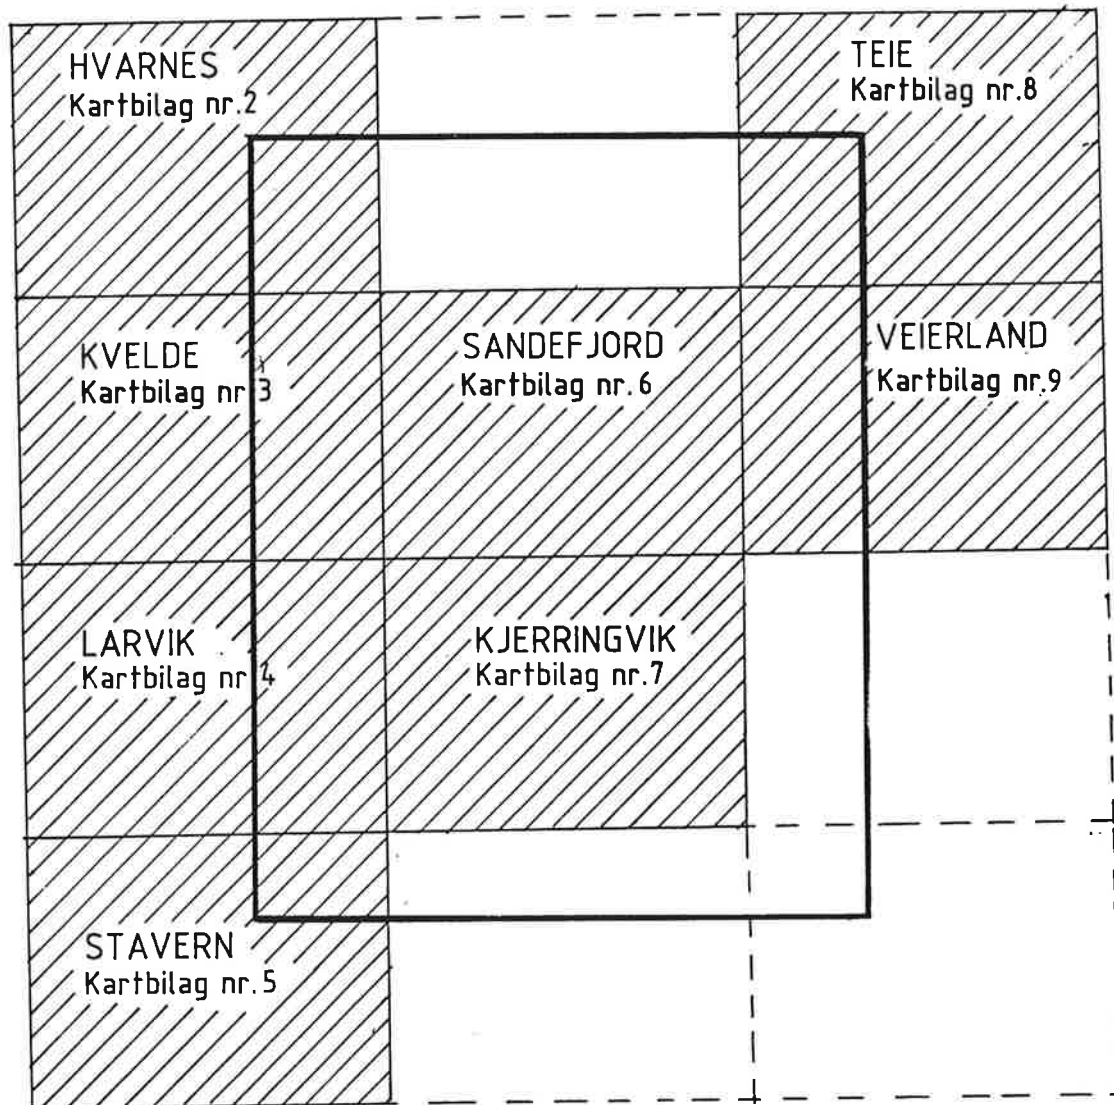 HVARNES
Kartbilag nr.2
TEIE
Kartbilag nr.8
KVELDE
Kartbilag nr 3
SANDEFJORD
Kartbilag nr. 6
VEIERLAND
Kartbilag nr.9
LARVIK
Kartbilag nr 4
KJERRINGVIK
Kartbilag nr.7
STAVERN
Kartbilag nr.5